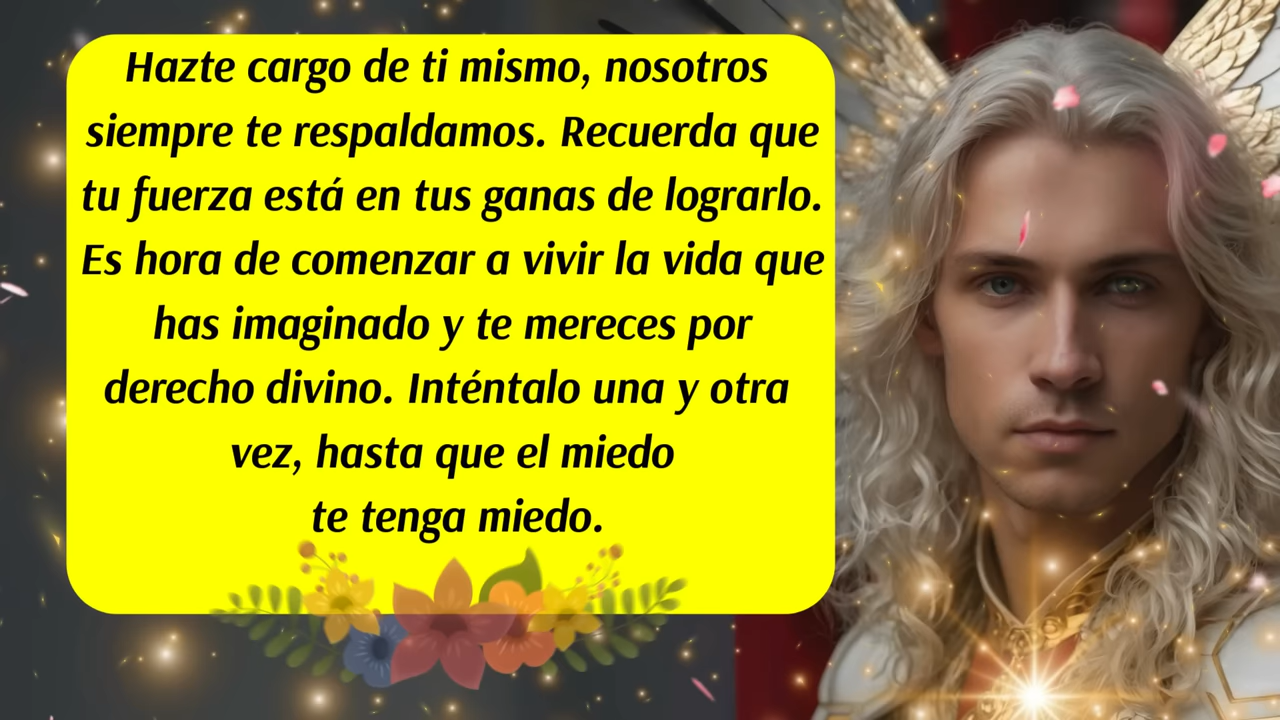 Hazte cargo de ti mismo, nosotros
siempre te respaldamos. Recuerda que
tu fuerza está en tus ganas de lograrlo.
Es hora de comenzar a vivir la vida que
has imaginado y te mereces por
derecho divino. Inténtalo una y otra
vez, hasta que el miedo
te tenga miedo.